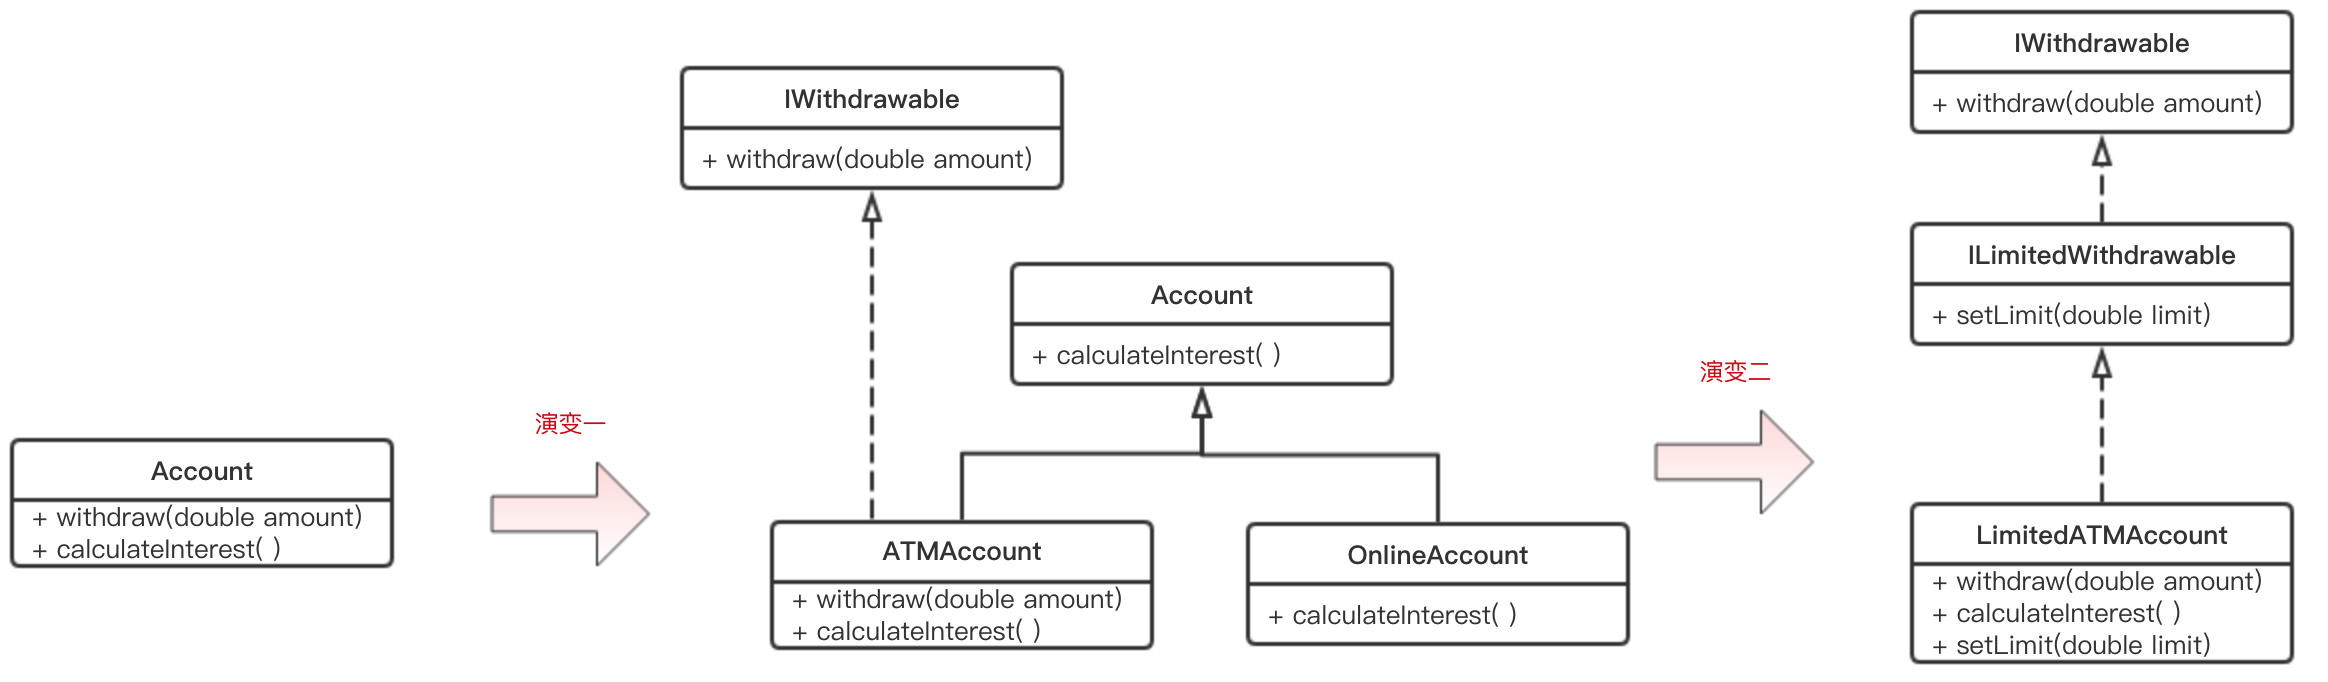 Account
+ withdraw(double amount)
+ calculateInterest( )
演变一
IWithdrawable
+ withdraw(double amount)
Account
+ calculateInterest( )
ATMAccount
+ withdraw(double amount)
+ calculateInterest( )
OnlineAccount
+ calculateInterest( )
演变二
IWithdrawable
+ withdraw(double amount)
ILimitedWithdrawable
+ setLimit(double limit)
LimitedATMAccount
+ withdraw(double amount)
+ calculateInterest( )
+ setLimit(double limit)